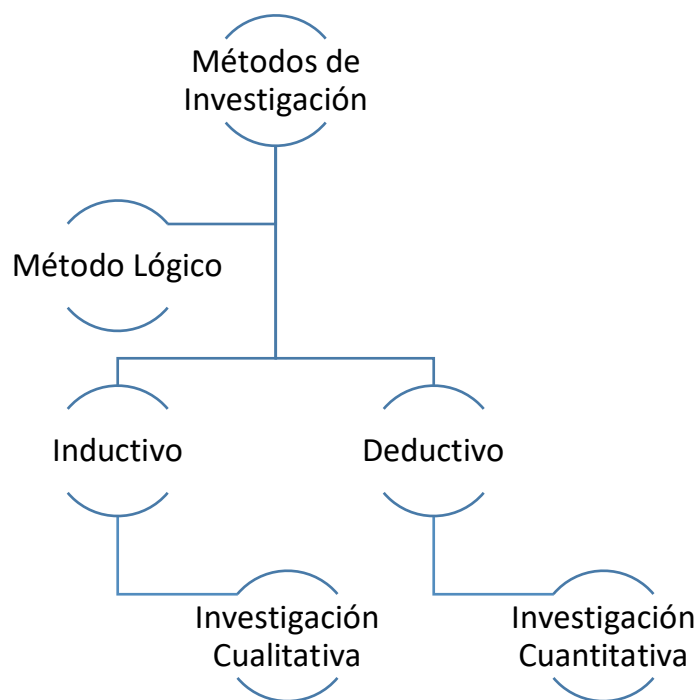 Métodos de
Investigación
Método Lógico
Inductivo
Deductivo
Investigación
Cualitativa
Investigación
Cuantitativa